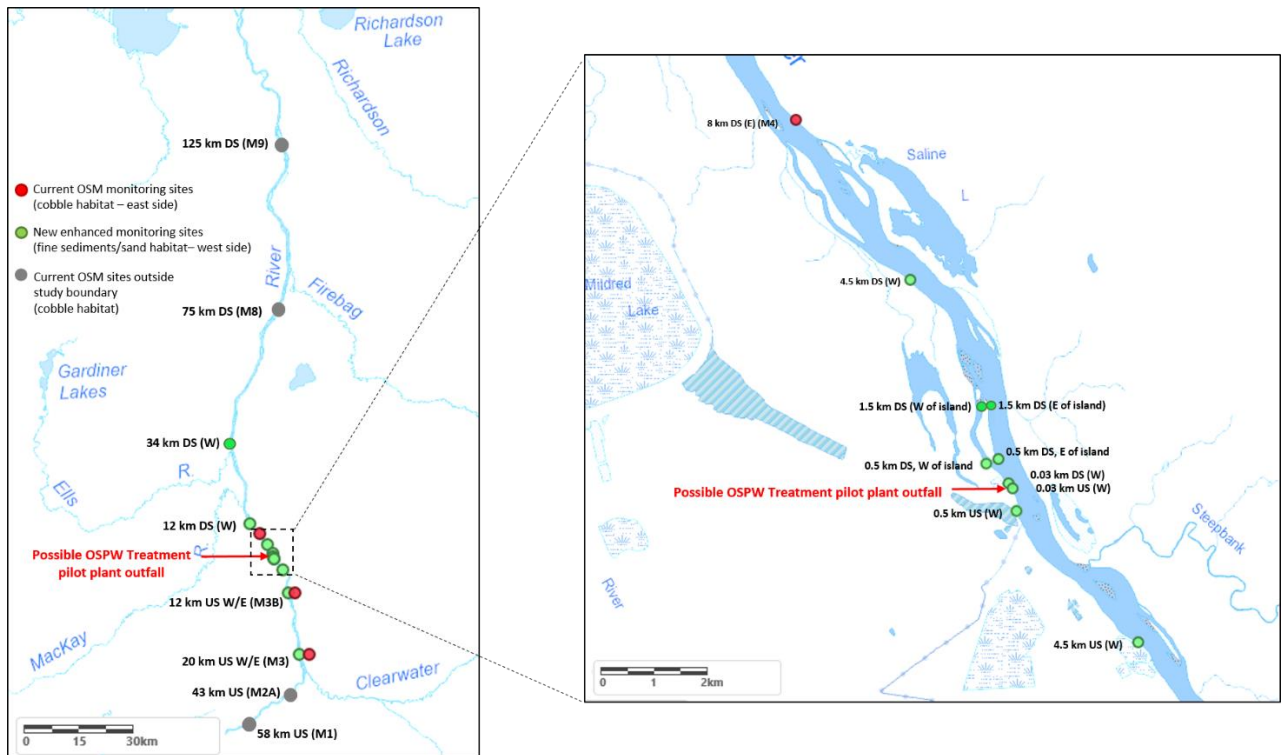 Richardson
Lake
Richardson
125 km DS (M9)
Current OSM monitoring sites
(cobble habitat – east side)
New enhanced monitoring sites
(fine sediments/sand habitat– west side)
Current OSM sites outside
study boundary
(cobble habitat)
River
Firebag
75 km DS (M8)
Gardiner
Lakes
34 km DS (W)
R.
Ells
12 km DS (W)
R.
Possible OSPW Treatment
pilot plant outfall
12 km US W/E (M3B)
MacKay
20 km US W/E (M3)
Clearwater
43 km US (M2A)
58 km US (M1)
0 15 30km
8 km DS (E) (M4)
Saline
L
4.5 km DS (W)
Mildred
Lake
1.5 km DS (W of island)
1.5 km DS (E of island)
0.5 km DS, E of island
0.5 km DS, W of island
0.03 km DS (W)
0.03 km US (W)
Possible OSPW Treatment pilot plant outfall
0.5 km US (W)
Steepbank
River
4.5 km US (W)
0 1 2km